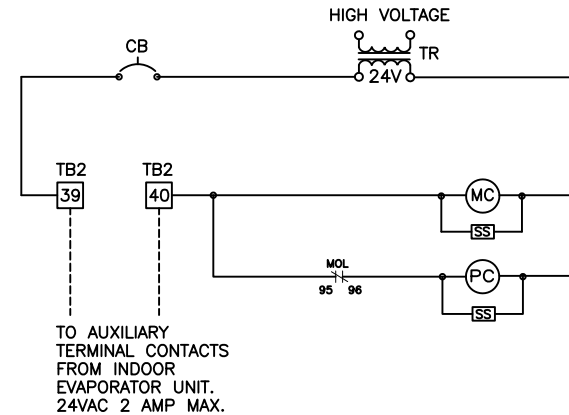 HIGH VOLTAGE
CB
TR
24V
TB2
TB2
39
40
MC
SS
MOL
95 96
PC
SS
TO AUXILIARY
TERMINAL CONTACTS
FROM INDOOR
EVAPORATOR UNIT.
24VAC 2 AMP MAX.